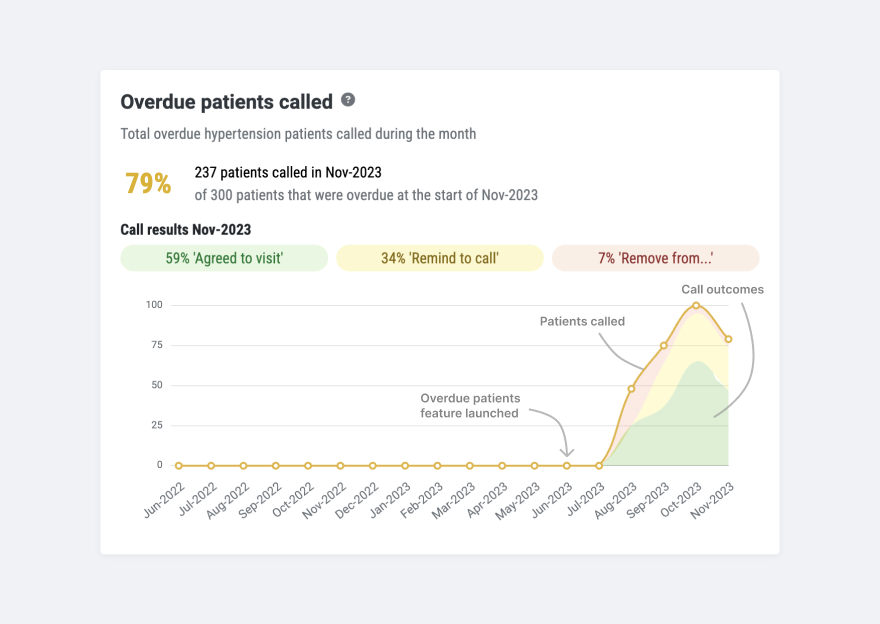 Overdue patients called ?
Total overdue hypertension patients called during the month
79%
237 patients called in Nov-2023
of 300 patients that were overdue at the start of Nov-2023
Call results Nov-2023
59% 'Agreed to visit'
34% 'Remind to call'
7% 'Remove from...'
Call outcomes
Patients called
Overdue patients
feature launched
100
75
50
25
0
Jun-2022
Jul-2022
Aug-2022
Sep-2022
Oct-2022
Nov-2022
Dec-2022
Jan-2023
Feb-2023
Mar-2023
Apr-2023
May-2023
Jun-2023
Jul-2023
Aug-2023
Sep-2023
Oct-2023
Nov-2023